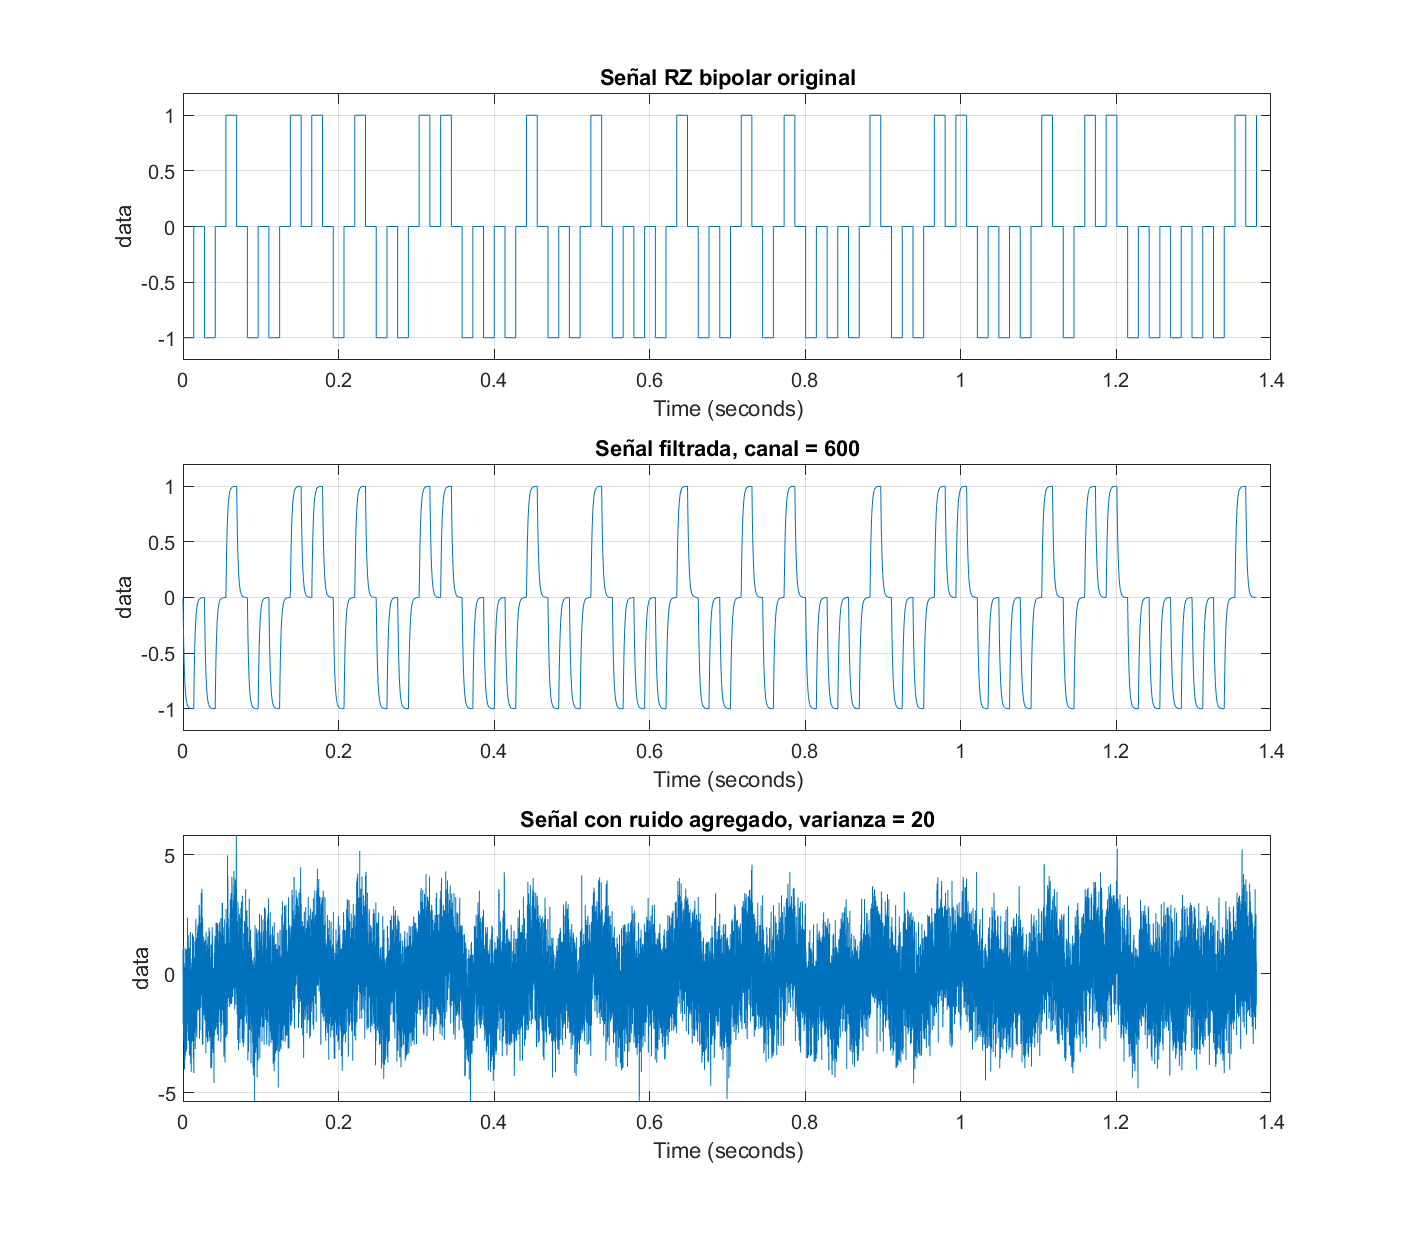 Señal RZ bipolar original
1
0.5
0
-0.5
-1
data
0 0.2 0.4 0.6 0.8 1 1.2 1.4
Time (seconds)
Señal filtrada, canal = 600
1
0.5
0
-0.5
-1
data
0 0.2 0.4 0.6 0.8 1 1.2 1.4
Time (seconds)
Señal con ruido agregado, varianza = 20
5
0
-5
data
0 0.2 0.4 0.6 0.8 1 1.2 1.4
Time (seconds)